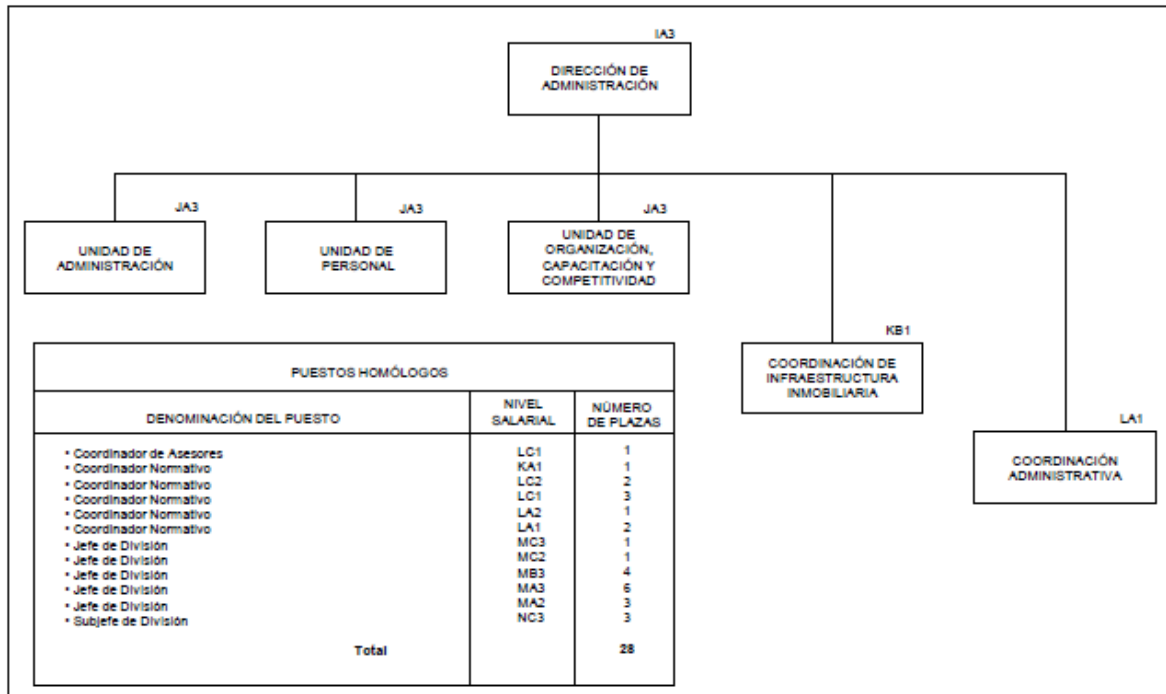 IA3
DIRECCIÓN DE
ADMINISTRACIÓN
JA3
UNIDAD DE
ADMINISTRACIÓN
JA3
UNIDAD DE
PERSONAL
JA3
UNIDAD DE
ORGANIZACIÓN,
CAPACITACIÓN Y
COMPETITIVIDAD
KB1
COORDINACIÓN DE
INFRAESTRUCTURA
INMOBILIARIA
LA1
COORDINACIÓN
ADMINISTRATIVA
PUESTOS HOMÓLOGOS
DENOMINACIÓN DEL PUESTO NIVEL SALARIAL NÚMERO DE PLAZAS
• Coordinador de Asesores LC1 1
• Coordinador Normativo KA1 1
• Coordinador Normativo LC2 2
• Coordinador Normativo LC1 3
• Coordinador Normativo LA2 1
• Coordinador Normativo LA1 2
• Jefe de División MC3 1
• Jefe de División MC2 1
• Jefe de División MB3 4
• Jefe de División MA3 6
• Jefe de División MA2 3
• Subjefe de División NC3 3
Total 28